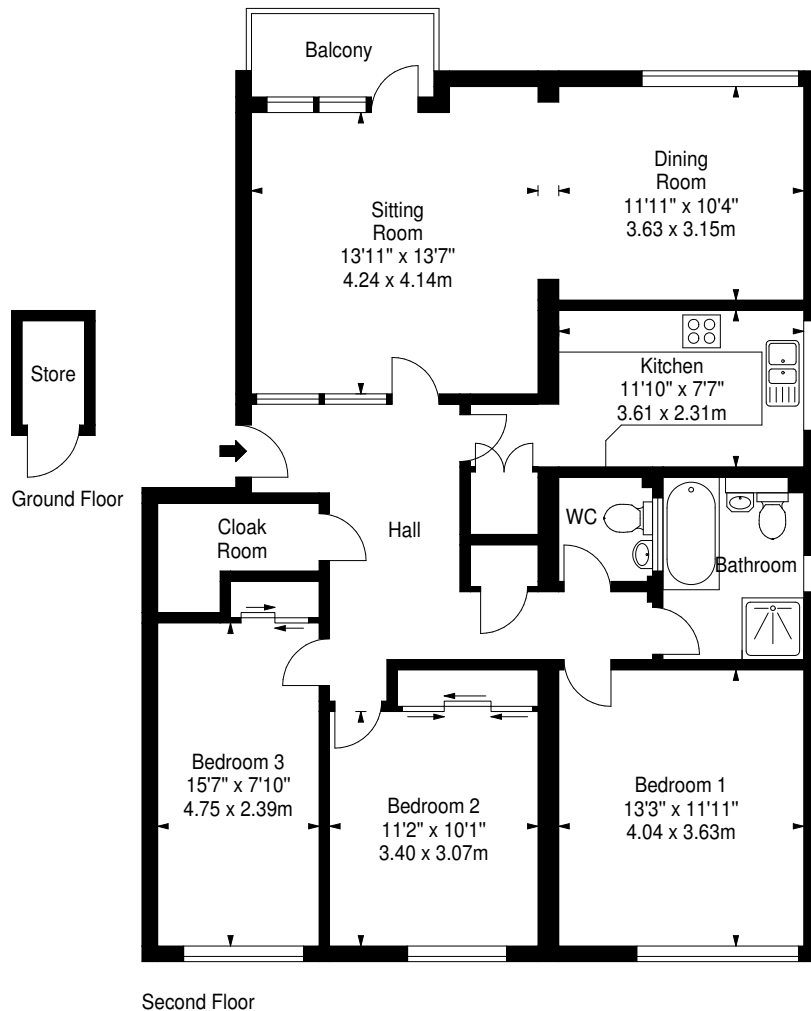 Balcony
Dining
Room
11'11" x 10'4"
3.63 x 3.15m
Sitting
Room
13'11" x 13'7"
4.24 x 4.14m
Store
Kitchen
11'10" x 7'7"
3.61 x 2.31m
Ground Floor
Cloak
Room
Hall
WC
Bathroom
Bedroom 3
15'7" x 7'10"
4.75 x 2.39m
Bedroom 2
11'2" x 10'1"
3.40 x 3.07m
Bedroom 1
13'3" x 11'11"
4.04 x 3.63m
Second Floor